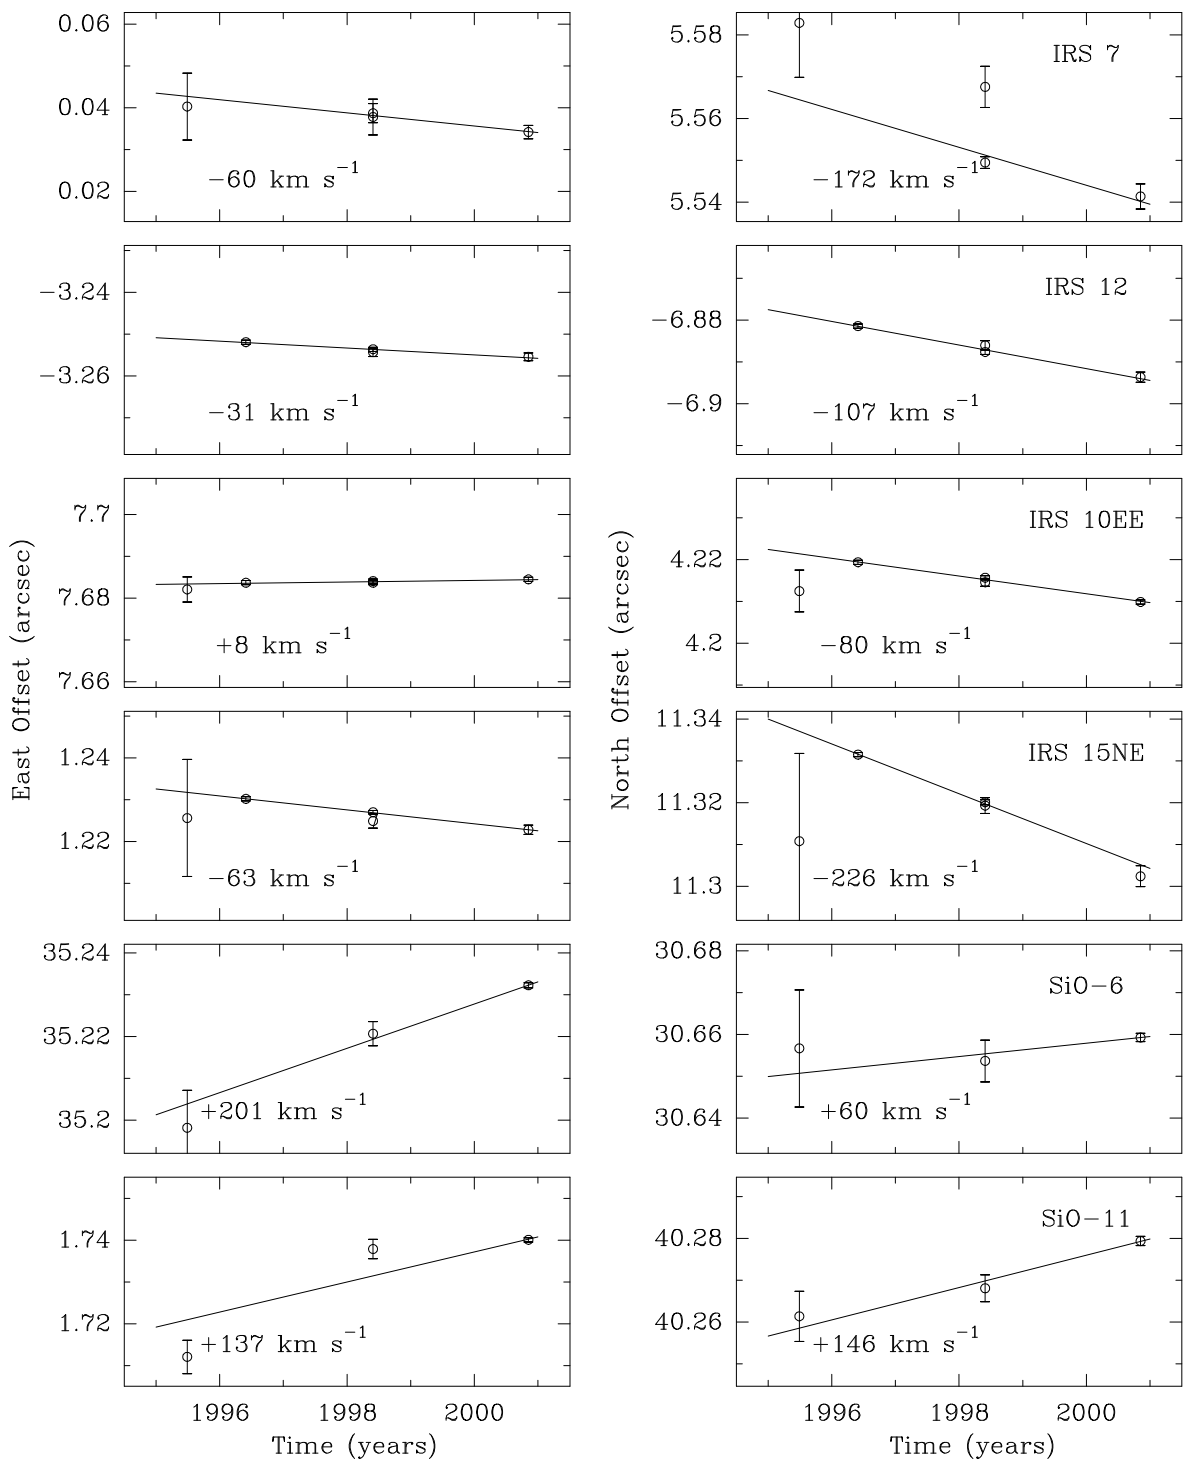 0.06
0.04
0.02
−60 km s−1
5.58
5.56
5.54
IRS 7
−172 km s−1
−3.24
−3.26
−31 km s−1
−6.88
−6.9
IRS 12
−107 km s−1
7.7
7.68
7.66
+8 km s−1
4.22
4.2
IRS 10EE
−80 km s−1
East Offset (arcsec)
North Offset (arcsec)
1.24
1.22
−63 km s−1
11.34
11.32
11.3
IRS 15NE
−226 km s−1
35.24
35.22
35.2
+201 km s−1
30.68
30.66
30.64
SiO−6
+60 km s−1
1.74
1.72
+137 km s−1
40.28
40.26
SiO−11
+146 km s−1
1996 1998 2000
Time (years)
1996 1998 2000
Time (years)